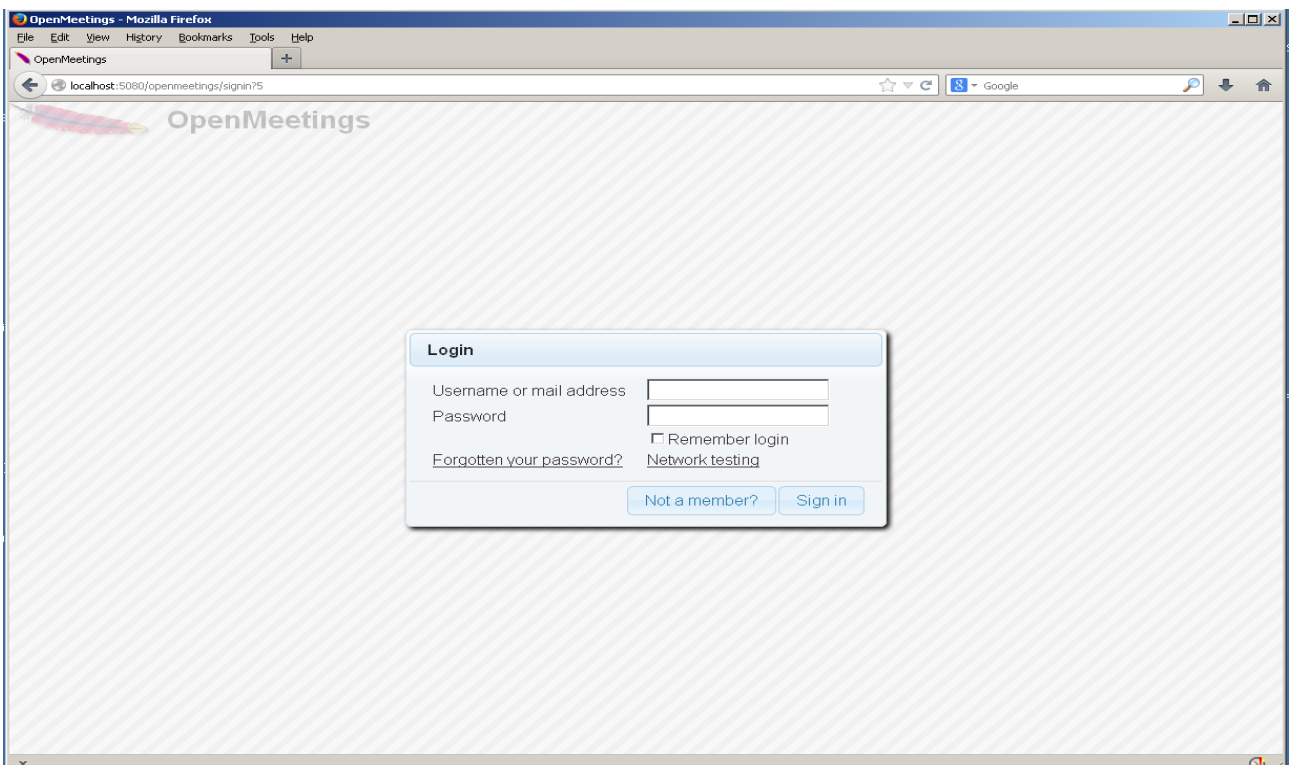 OpenMeetings - Mozilla Firefox
File Edit View History Bookmarks Tools Help
OpenMeetings +
localhost:5080/openmeetings/signin?5 8 Google
OpenMeetings
Login
Username or mail address
Password
Remember login
Forgotten your password? Network testing
Not a member? Sign in
x